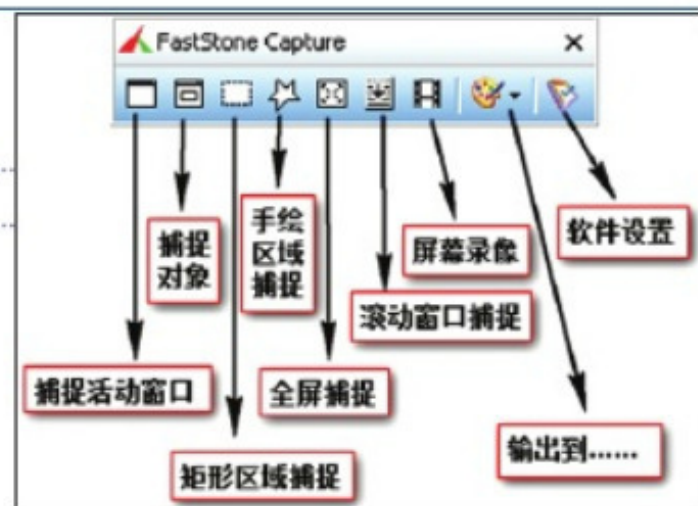 FastStone Capture
捕捉
对象
手绘
区域
捕捉
屏幕录像
软件设置
滚动窗口捕捉
捕捉活动窗口
全屏捕捉
矩形区域捕捉
输出到……